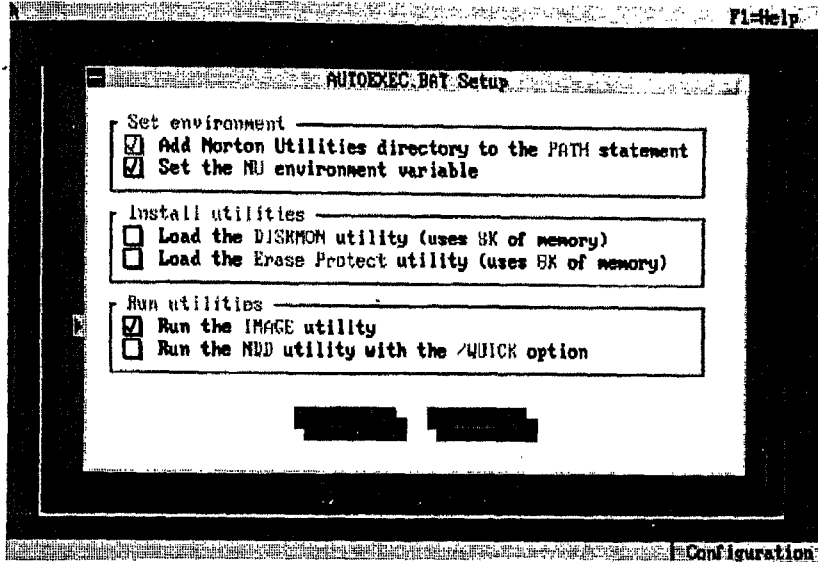 F1=Help
AUTOEXEC.BAT Setup
Set environment
Add Norton Utilities directory to the PATH statement
Set the NU environment variable
Install utilities
Load the DISKMON utility (uses 8K of memory)
Load the Erase Protect utility (uses 8K of memory)
Run utilities
Run the IMAGE utility
Run the NDD utility with the /QUICK option
Configuration